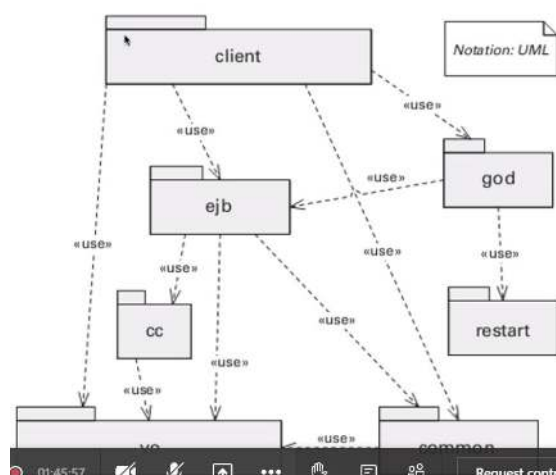 client
Notation: UML
«use»
«use»
«use»
god
ejb
«use»
«use»
«use»
«use»
«use»
cc
restart
«use»
«use»
«use»
common
«use»
01:45:57
Request cont